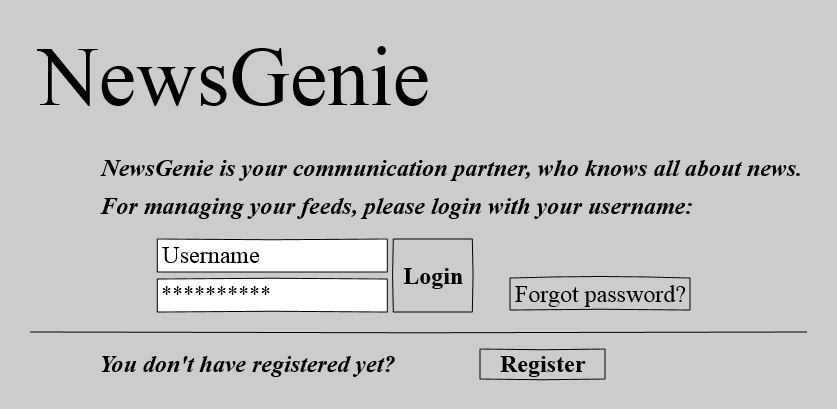 NewsGenie
NewsGenie is your communication partner, who knows all about news.
For managing your feeds, please login with your username:
Username
Login
**********
Forgot password?
You don't have registered yet?
Register